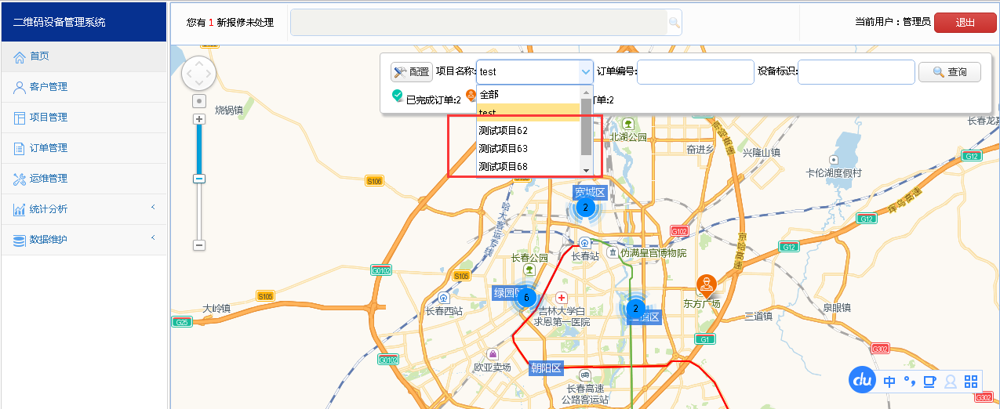 二维码设备管理系统
您有 1 新报修未处理
当前用户：管理员
退出
首页
客户管理
项目管理
订单管理
运维管理
统计分析
数据维护
配置
项目名称:
test
订单编号:
设备标识:
查询
已完成订单:2
单:2
全部
test
测试项目62
测试项目63
测试项目68
烧锅镇
北湖公园
奋进乡
兴隆山镇
卡伦湖度假村
长春龙
S106
G12
G12
G12
G102
G0102
S105
S105
G25
G0102
G1
G302
G302
京哈高速
珲乌高速
宽城区
2
长春站
伪满皇宫博物院
长春公园
绿园区
6
长春西站
大岭镇
吉林大学白
求恩第一医院
2
东方广场
三道镇
泉眼镇
欧亚卖场
朝阳区
长春高速
公路客运站
du
中